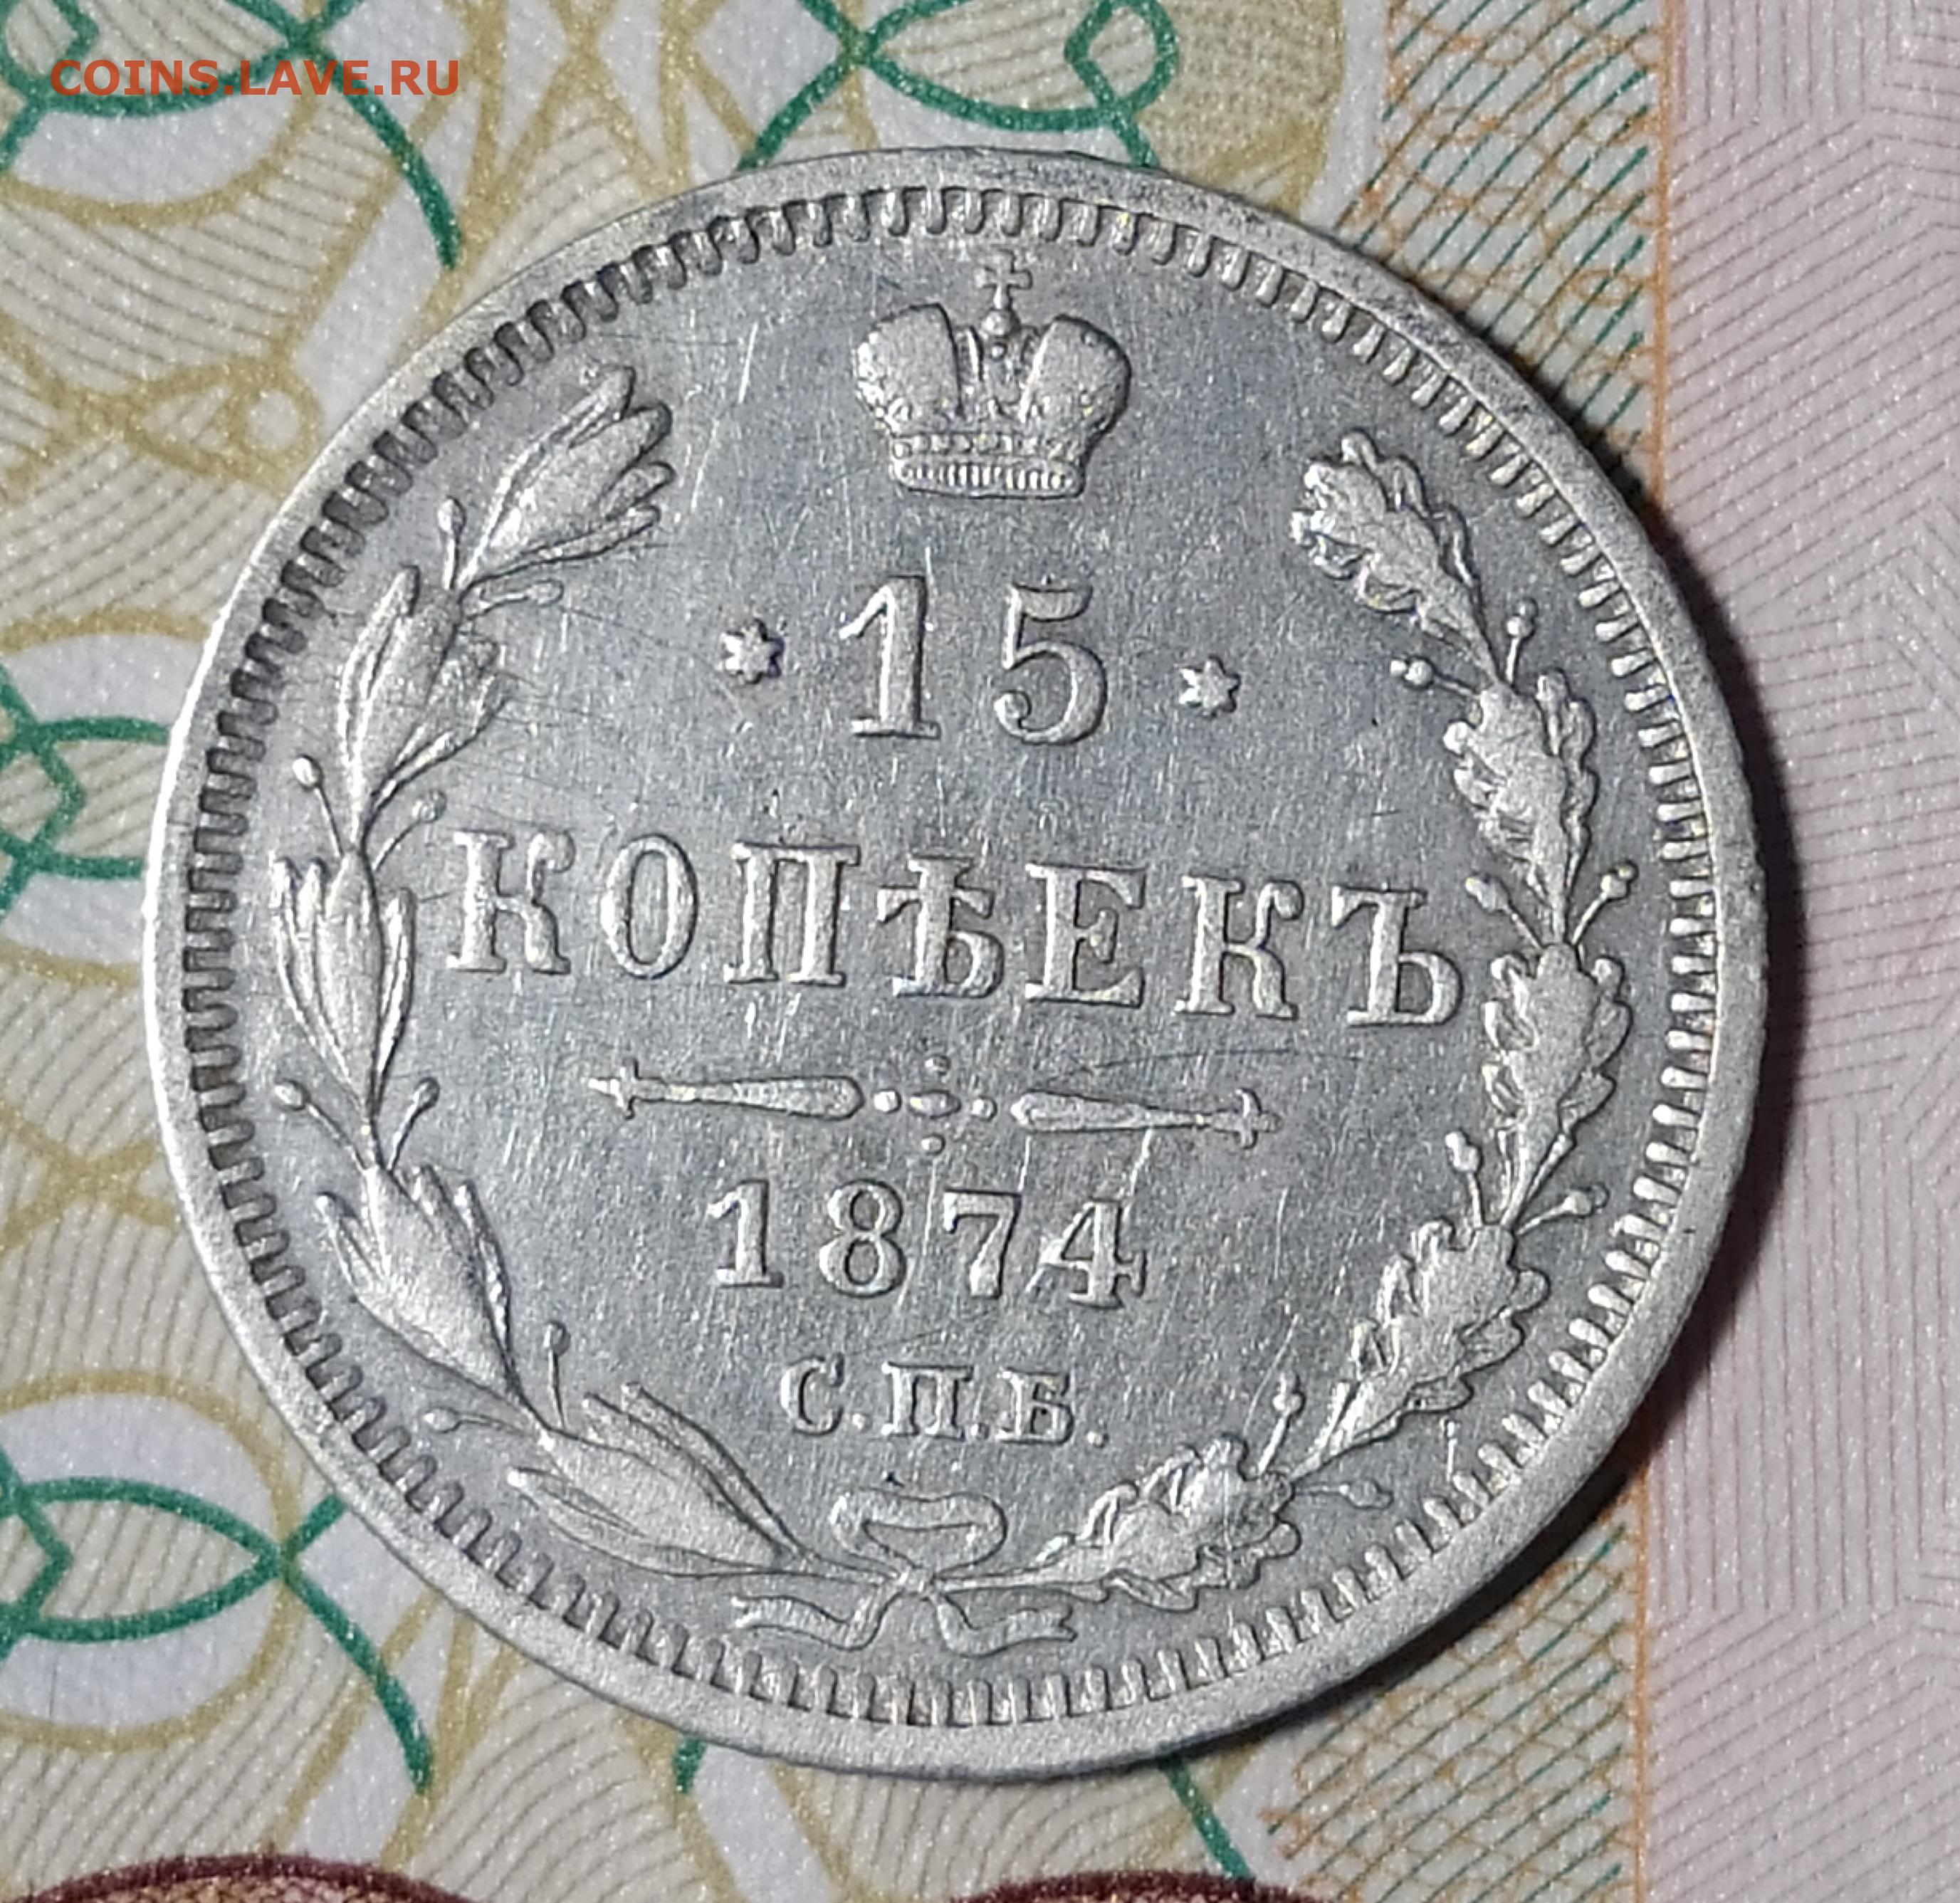 COINS.LAVE.RU
* 15 *
КОПѢЕКЪ
1874
С.П.Б.